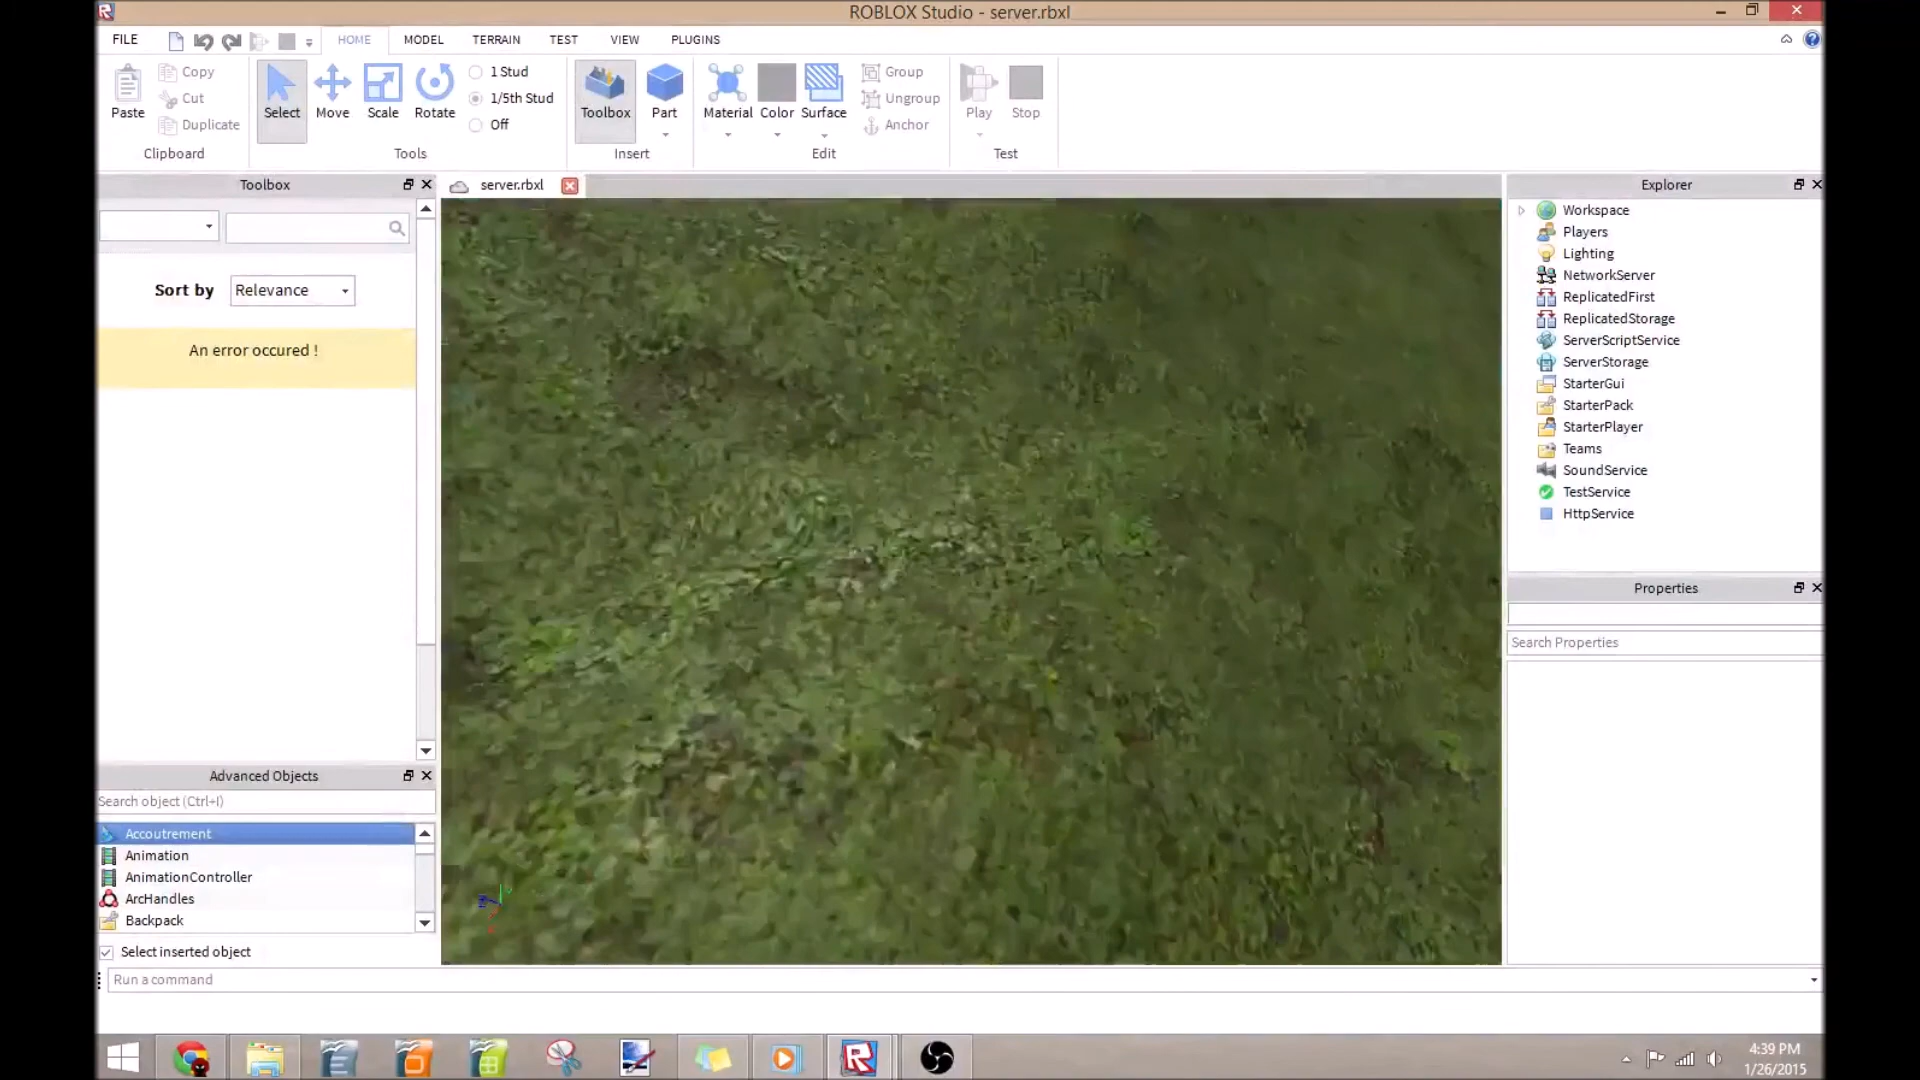 ROBLOX Studio - server.rbxl
FILE
HOME
MODEL
TERRAIN
TEST
VIEW
PLUGINS
Paste
Copy
Cut
Duplicate
Clipboard
Select
Move
Scale
Rotate
1 Stud
1/5th Stud
Off
Tools
Toolbox
Part
Insert
Material
Color
Surface
Group
Ungroup
Anchor
Edit
Play
Stop
Test
Toolbox
server.rbxl
Sort by
Relevance
An error occured !
Advanced Objects
Search object (Ctrl+I)
Accoutrement
Animation
AnimationController
ArcHandles
Backpack
Select inserted object
Run a command
Explorer
Workspace
Players
Lighting
NetworkServer
ReplicatedFirst
ReplicatedStorage
ServerScriptService
ServerStorage
StarterGui
StarterPack
StarterPlayer
Teams
SoundService
TestService
HttpService
Properties
Search Properties
4:39 PM
1/26/2015